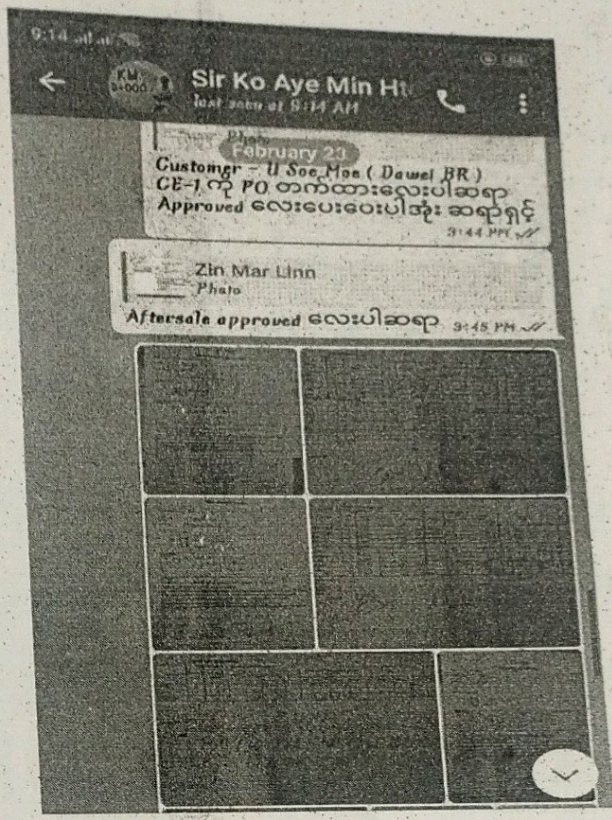 9:14
Sir Ko Aye Min Ht
last seen at 9:14 AM
Photo
February 23
Customer - U Soe Moe ( Dawei BR )
CE-1 ကို PO တက်ထားလေးပါဆရာ
Approved လေးပေးပေးပါအုံး ဆရာရှင့်
3:44 PM
Zin Mar Linn
Photo
Aftersale approved လေးပါဆရာ 3:45 PM